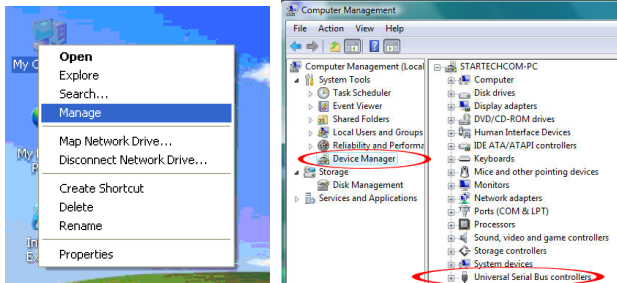 My C
Open
Explore
Search...
Manage
Map Network Drive...
Disconnect Network Drive...
Create Shortcut
Delete
Rename
Properties
Computer Management
File Action View Help
Computer Management (Local
System Tools
Task Scheduler
Event Viewer
Shared Folders
Local Users and Groups
Reliability and Performa
Device Manager
Storage
Disk Management
Services and Applications
STARTECHCOM-PC
Computer
Disk drives
Display adapters
DVD/CD-ROM drives
Human Interface Devices
IDE ATA/ATAPI controllers
Keyboards
Mice and other pointing devices
Monitors
Network adapters
Ports (COM & LPT)
Processors
Sound, video and game controllers
Storage controllers
System devices
Universal Serial Bus controllers